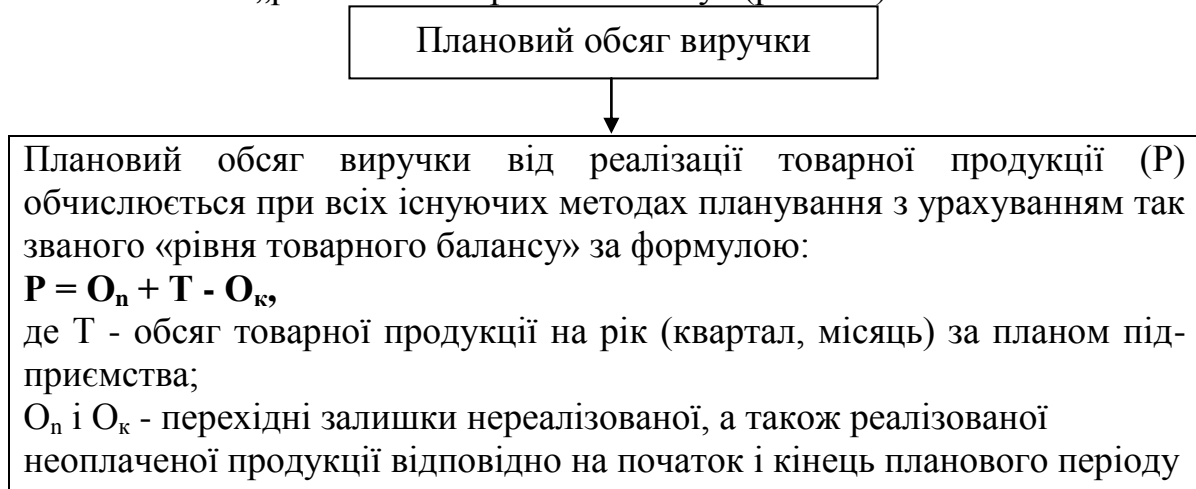 Плановий обсяг виручки
Плановий обсяг виручки від реалізації товарної продукції (Р)
обчислюється при всіх існуючих методах планування з урахуванням так
званого «рівня товарного балансу» за формулою:
Р = Оn + Т - Ок,
де Т - обсяг товарної продукції на рік (квартал, місяць) за планом під-
приємства;
Оn і Ок - перехідні залишки нереалізованої, а також реалізованої
неоплаченої продукції відповідно на початок і кінець планового періоду